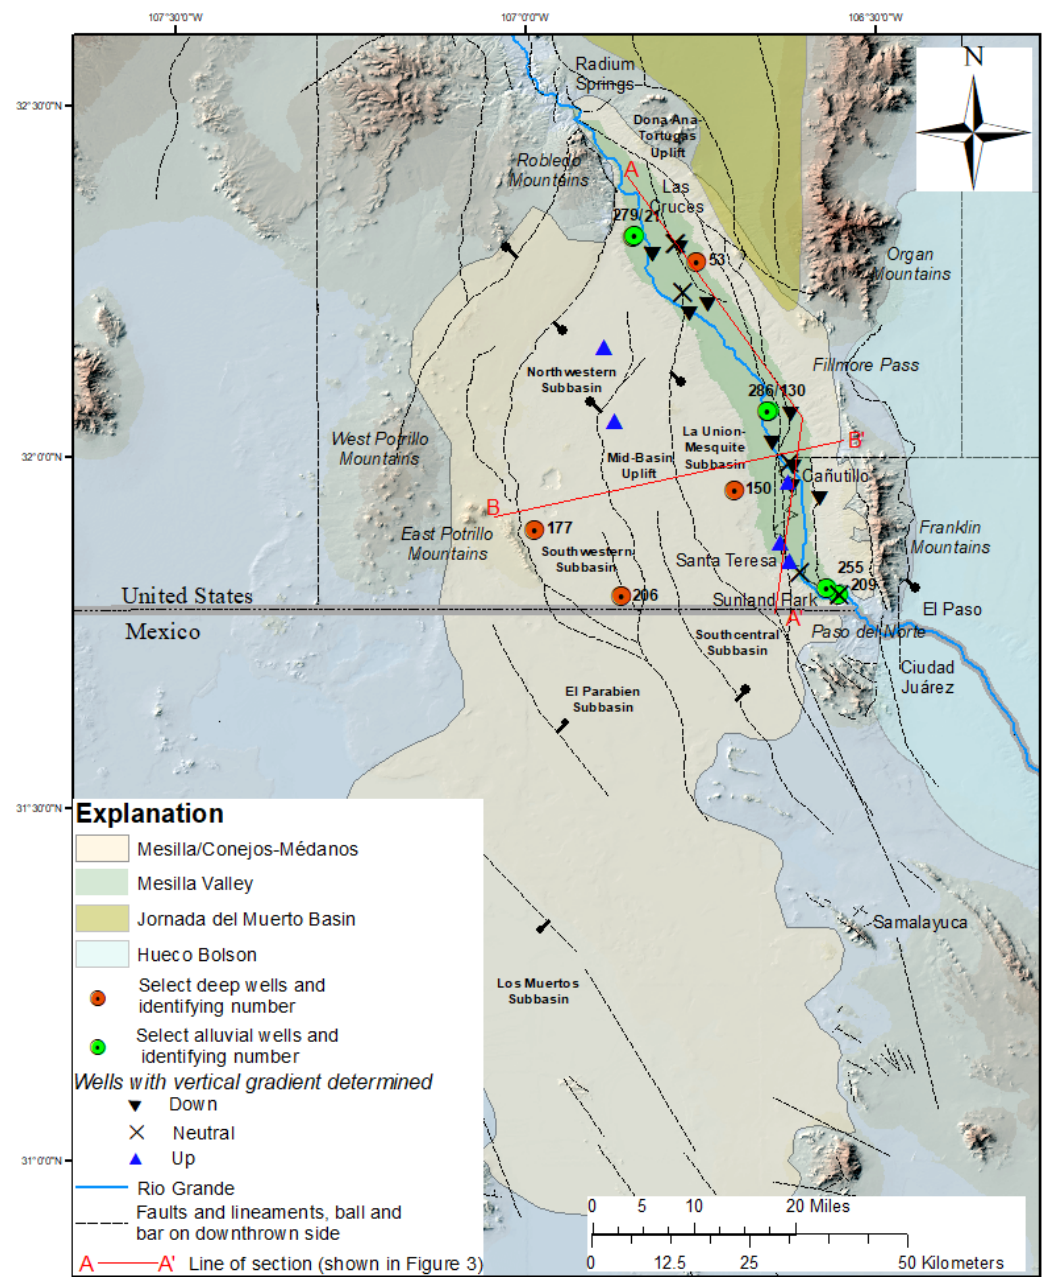 107°30'0"W
107°0'0"W
106°30'0"W
32°30'0"N
32°0'0"N
31°30'0"N
31°0'0"N
N
Radium
Springs
Dona Ana-
Tortugas
Uplift
Robledo
Mountains
A
Las
Cruces
279/21
53
Organ
Mountains
Northwestern
Subbasin
Fillmore Pass
286/130
West Potrillo
Mountains
La Union-
Mesquite
Subbasin
B'
Mid-Basin
Uplift
Cañutillo
150
B
177
East Potrillo
Mountains
Southwestern
Subbasin
Franklin
Mountains
Santa Teresa
255
209
206
United States
Sunland Park
El Paso
Mexico
A'
Paso del Norte
Southcentral
Subbasin
Ciudad
Juárez
El Parabien
Subbasin
Samalayuca
Los Muertos
Subbasin
Explanation
Mesilla/Conejos-Médanos
Mesilla Valley
Jornada del Muerto Basin
Hueco Bolson
Select deep wells and
identifying number
Select alluvial wells and
identifying number
Wells with vertical gradient determined
Down
Neutral
Up
Rio Grande
Faults and lineaments, ball and
bar on downthrown side
A A' Line of section (shown in Figure 3)
0 5 10 20 Miles
0 12.5 25 50 Kilometers